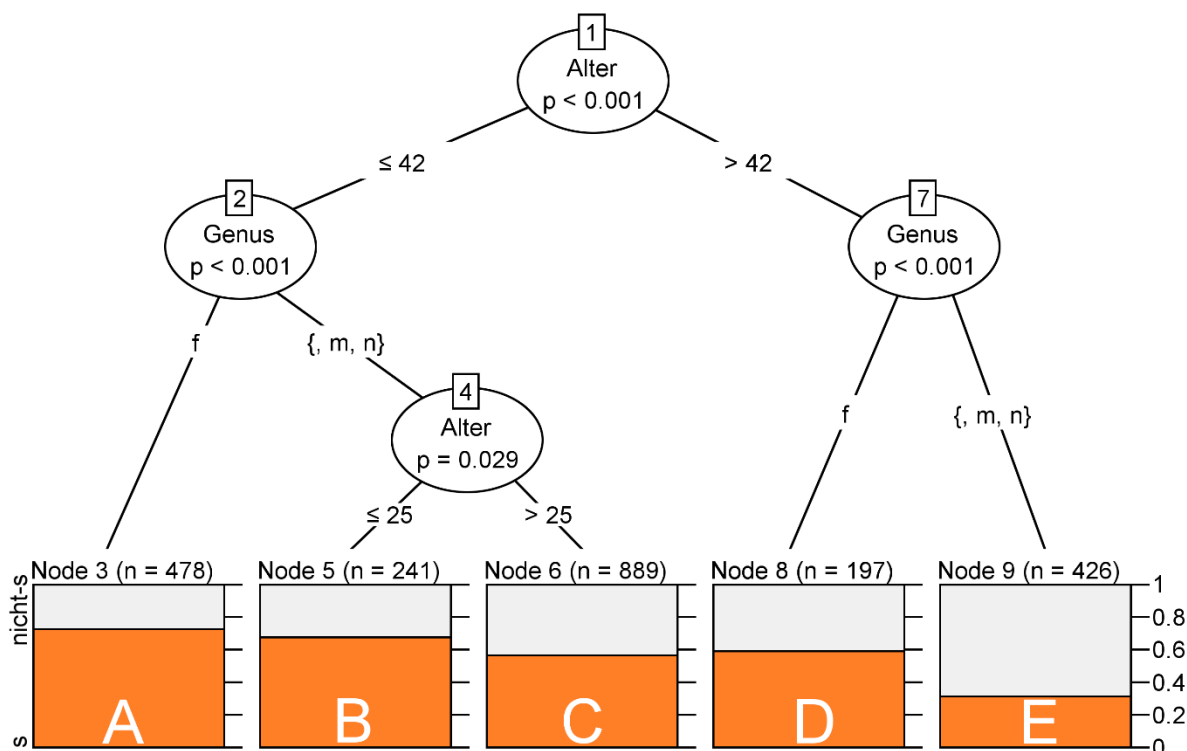 1
Alter
p < 0.001
≤ 42
> 42
2
Genus
p < 0.001
7
Genus
p < 0.001
f
{, m, n}
4
Alter
p = 0.029
≤ 25
> 25
f
{, m, n}
Node 3 (n = 478)
Node 5 (n = 241)
Node 6 (n = 889)
Node 8 (n = 197)
Node 9 (n = 426)
nicht-s
s
1
0.8
0.6
0.4
0.2
0
A
B
C
D
E